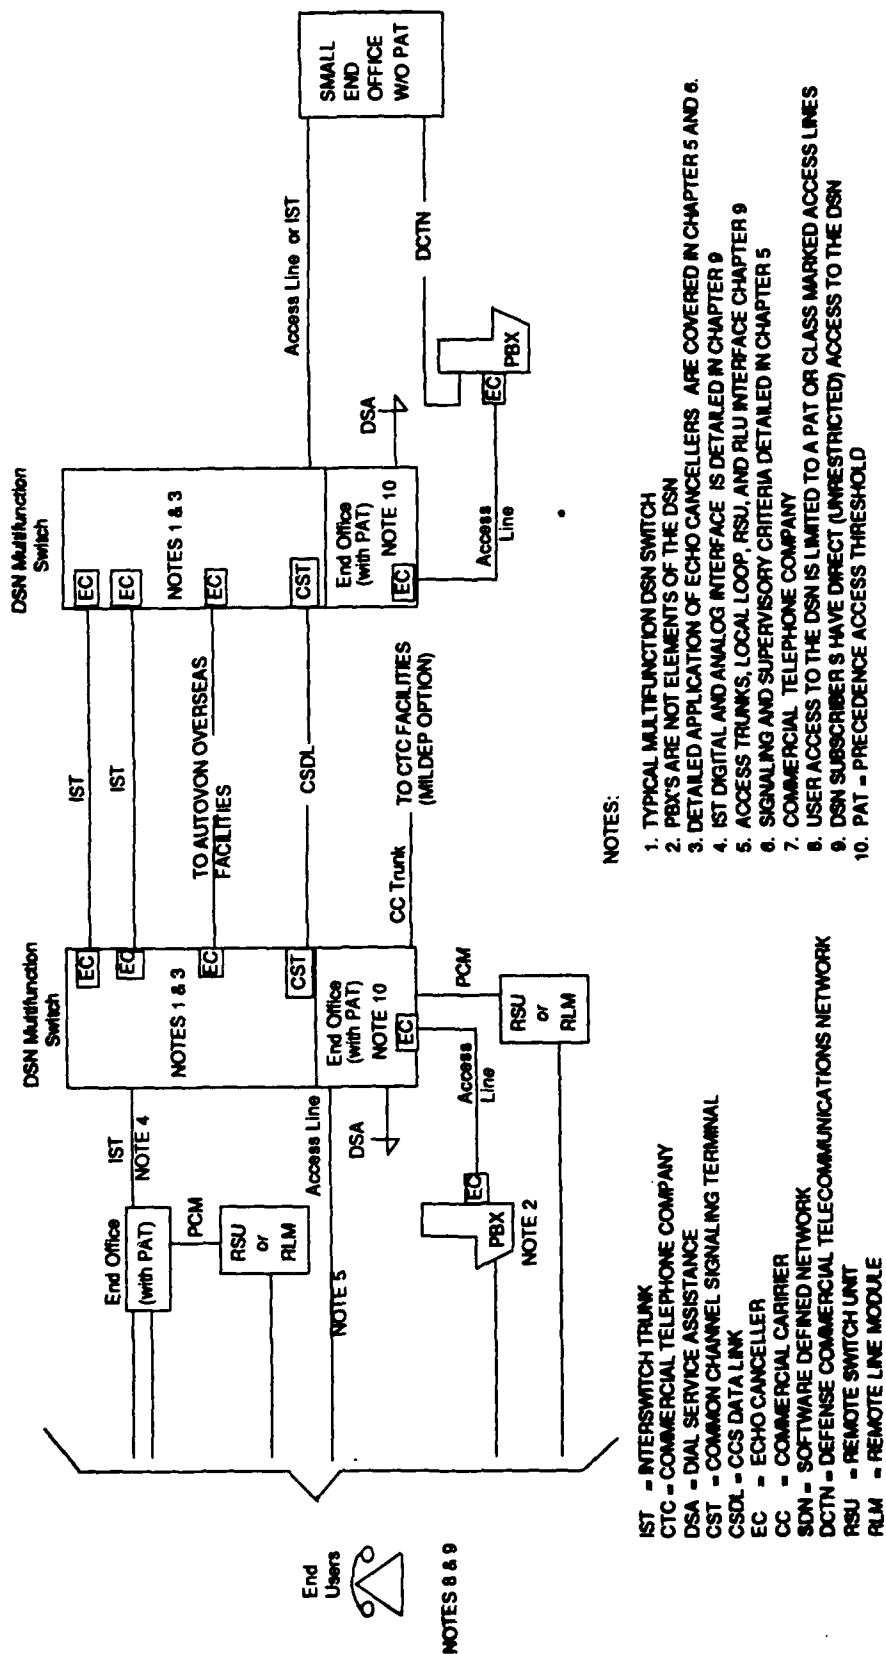 DSN Multifunction
Switch
EC
EC
NOTES 1 & 3
EC
CST
End Office
(with PAT)
NOTE 10
EC
IST
NOTE 4
End Office
(with PAT)
PCM
RSU
or
RLM
Access Line
NOTE 5
DSA
Access
Line
EC
PBX
NOTE 2
PCM
RSU
or
RLM
End
Users
NOTES 8 & 9
IST
IST
TO AUTOVON OVERSEAS
FACILITIES
CSDL
CC Trunk
TO CTC FACILITIES
(MILDEP OPTION)
DSN Multifunction
Switch
EC
EC
NOTES 1 & 3
EC
CST
End Office
(with PAT)
NOTE 10
EC
DSA
Access Line or IST
SMALL
END
OFFICE
W/O PAT
DCTN
Access
Line
EC
PBX
IST = INTERSWITCH TRUNK
CTC = COMMERCIAL TELEPHONE COMPANY
DSA = DIAL SERVICE ASSISTANCE
CST = COMMON CHANNEL SIGNALING TERMINAL
CSDL = CCS DATA LINK
EC = ECHO CANCELLER
CC = COMMERCIAL CARIRIER
SDN = SOFTWARE DEFINED NETWORK
DCTN = DEFENSE COMMERCIAL TELECOMMUNICATIONS NETWORK
RSU = REMOTE SWITCH UNIT
RLM = REMOTE LINE MODULE
NOTES:
1. TYPICAL MULTIFUNCTION DSN SWITCH
2. PBX'S ARE NOT ELEMENTS OF THE DSN
3. DETAILED APPLICATION OF ECHO CANCELLERS ARE COVERED IN CHAPTER 5 AND 6.
4. IST DIGITAL AND ANALOG INTERFACE IS DETAILED IN CHAPTER 9
5. ACCESS TRUNKS, LOCAL LOOP, RSU, AND RLU INTERFACE CHAPTER 9
6. SIGNALING AND SUPERVISORY CRITERIA DETAILED IN CHAPTER 5
7. COMMERCIAL TELEPHONE COMPANY
8. USER ACCESS TO THE DSN IS LIMITED TO A PAT OR CLASS MARKED ACCESS LINES
9. DSN SUBSCRIBER S HAVE DIRECT (UNRESTRICTED) ACCESS TO THE DSN
10. PAT = PRECEDENCE ACCESS THRESHOLD